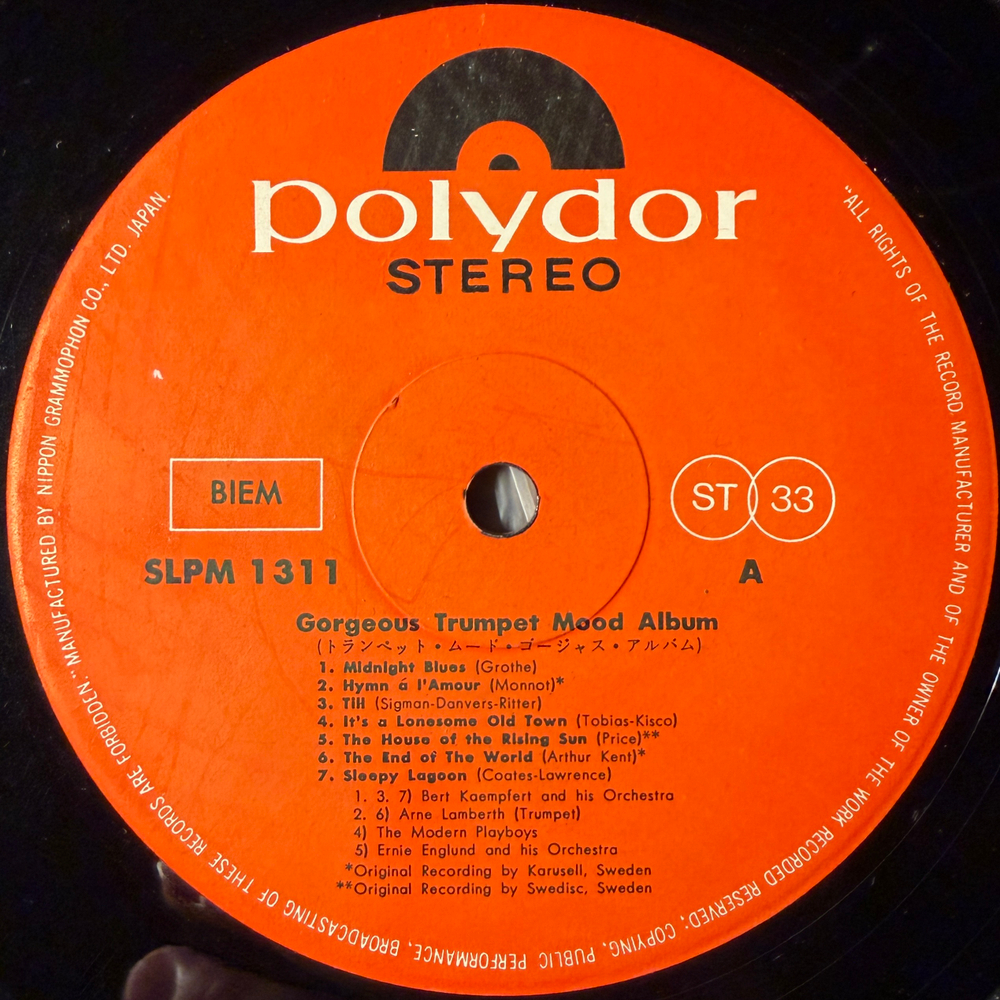 polydor
STEREO
BIEM
ST 33
SLPM 1311
A
Gorgeous Trumpet Mood Album
(トランペット・ムード・ゴージャス・アルバム)
1. Midnight Blues (Grothe)
2. Hymn á l'Amour (Monnot)*
3. Till (Sigman-Danvers-Ritter)
4. It's a Lonesome Old Town (Tobias-Kisco)
5. The House of the Rising Sun (Price)**
6. The End of The World (Arthur Kent)*
7. Sleepy Lagoon (Coates-Lawrence)
1. 3. 7) Bert Kaempfert and his Orchestra
2. 6) Arne Lamberth (Trumpet)
4) The Modern Playboys
5) Ernie Englund and his Orchestra
*Original Recording by Karusell, Sweden
**Original Recording by Swedisc, Sweden
"ALL RIGHTS OF THE RECORD MANUFACTURER AND OF THE OWNER OF THE WORK RECORDED RESERVED; COPYING, PUBLIC PERFORMANCE, BROADCASTING OF THESE RECORDS ARE FORBIDDEN." MANUFACTURED BY NIPPON GRAMMOPHON CO., LTD. JAPAN.